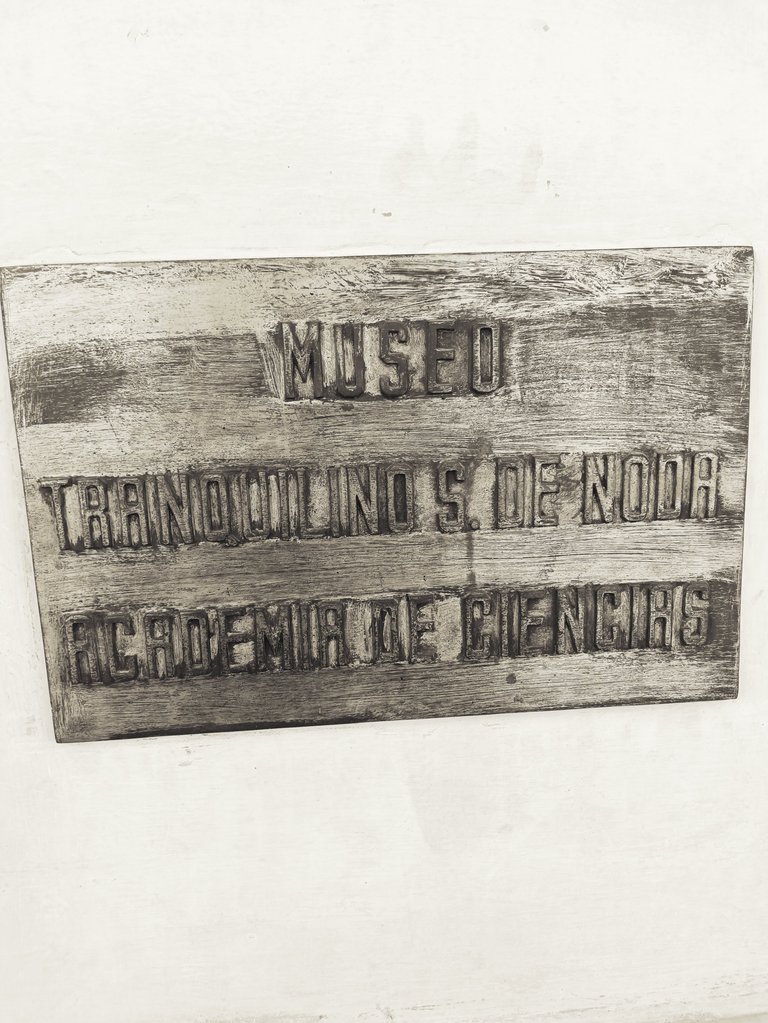 MUSEO
TRANQUILINO S. DE NODA
ACADEMIA DE CIENCIAS